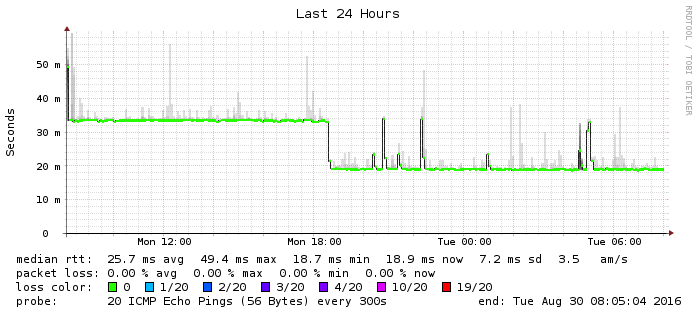 Last 24 Hours
RRDTOOL / TOBI OETIKER
Seconds
50 m
40 m
30 m
20 m
10 m
0
Mon 12:00 Mon 18:00 Tue 00:00 Tue 06:00
median rtt: 25.7 ms avg 49.4 ms max 18.7 ms min 18.9 ms now 7.2 ms sd 3.5 am/s
packet loss: 0.00 % avg 0.00 % max 0.00 % min 0.00 % now
loss color: 0 1/20 2/20 3/20 4/20 10/20 19/20
probe: 20 ICMP Echo Pings (56 Bytes) every 300s end: Tue Aug 30 08:05:04 2016